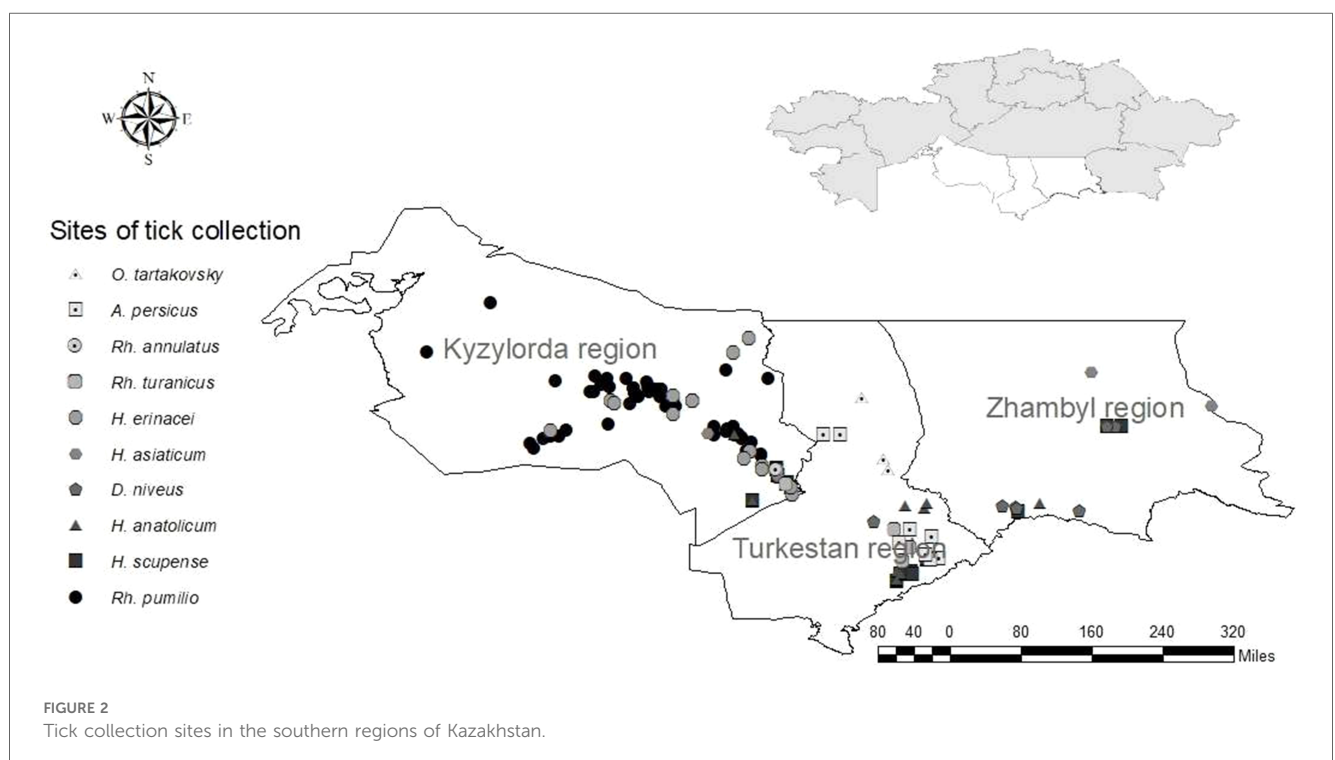 N
W E
S
Sites of tick collection
O. tartakovsky
A. persicus
Rh. annulatus
Rh. turanicus
H. erinacei
H. asiaticum
D. niveus
H. anatolicum
H. scupense
Rh. pumilio
Kyzylorda region
Zhambyl region
Turkestan region
80 40 0 80 160 240 320
Miles
FIGURE 2
Tick collection sites in the southern regions of Kazakhstan.